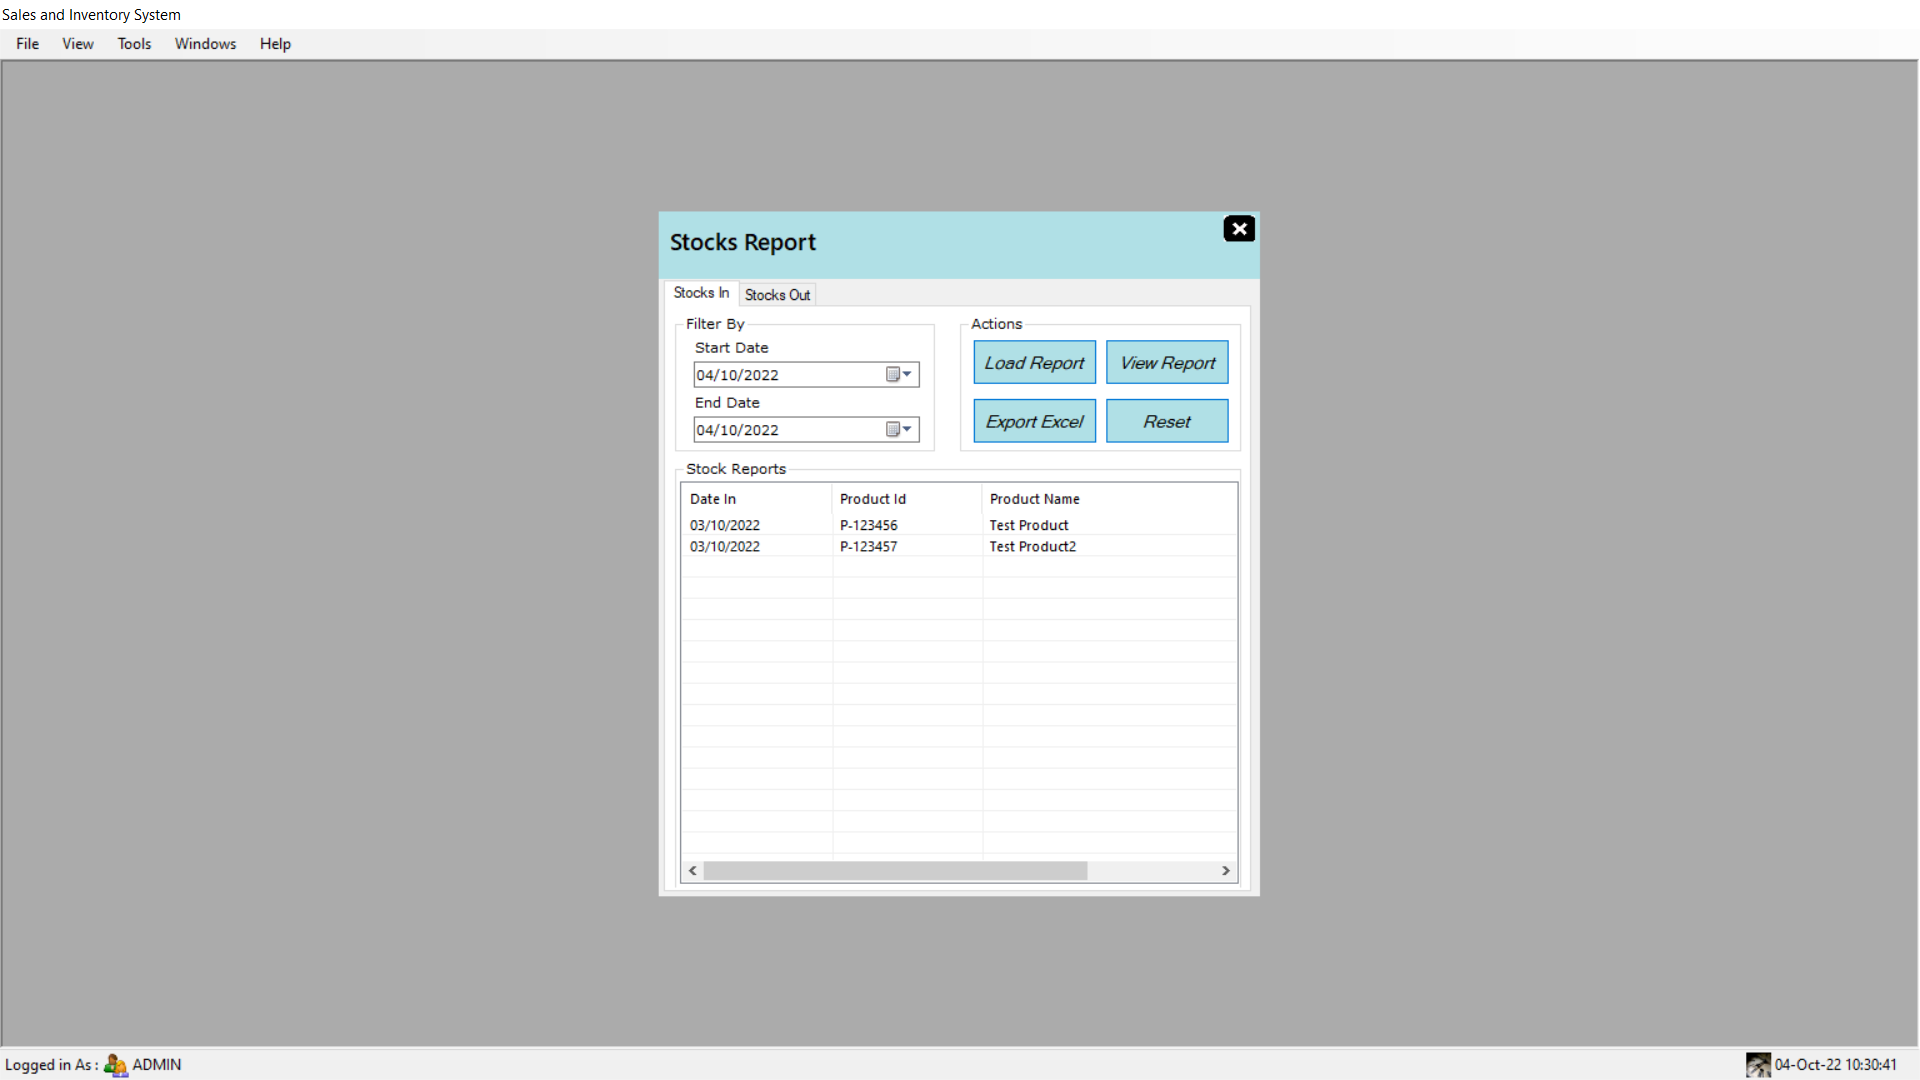 Sales and Inventory System
File View Tools Windows Help
Stocks Report
Stocks In Stocks Out
Filter By
Start Date
04/10/2022
End Date
04/10/2022
Actions
Load Report View Report
Export Excel Reset
Stock Reports
Date In Product Id Product Name
03/10/2022 P-123456 Test Product
03/10/2022 P-123457 Test Product2
Logged in As : ADMIN
04-Oct-22 10:30:41